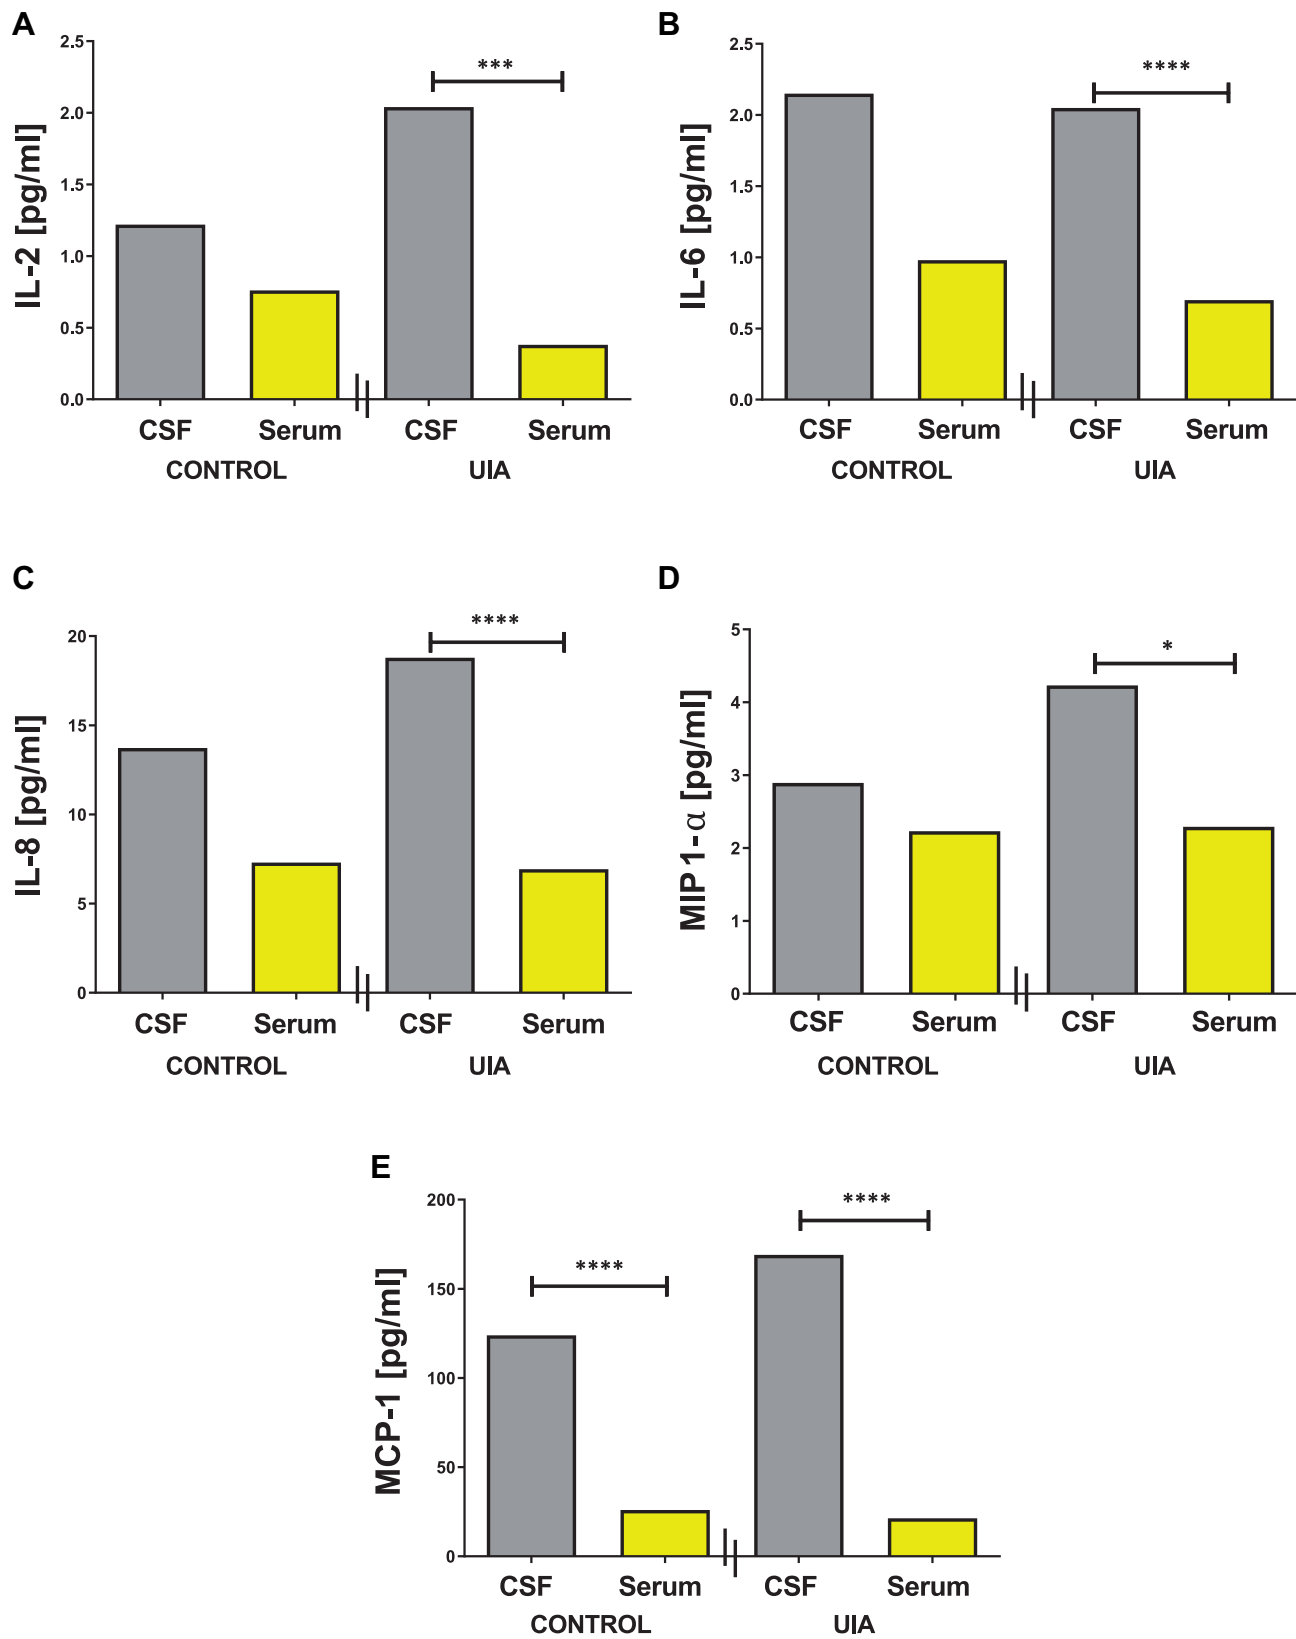 A
IL-2 [pg/ml]
2.5
2.0
1.5
1.0
0.5
0.0
***
CSF Serum CSF Serum
CONTROL UIA
B
IL-6 [pg/ml]
2.5
2.0
1.5
1.0
0.5
0.0
****
CSF Serum CSF Serum
CONTROL UIA
C
IL-8 [pg/ml]
20
15
10
5
0
****
CSF Serum CSF Serum
CONTROL UIA
D
MIP1-α [pg/ml]
5
4
3
2
1
0
*
CSF Serum CSF Serum
CONTROL UIA
E
MCP-1 [pg/ml]
200
150
100
50
0
****
****
CSF Serum CSF Serum
CONTROL UIA